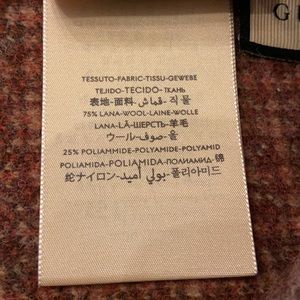 G
TESSUTO-FABRIC-TISSU-GEWEBE
TEJIDO-TECIDO-ТКАНЬ
表地-面料-قماش-직물
75% LANA-WOOL-LAINE-WOLLE
LANA-LÃ-ШЕРСТЬ-羊毛
ウール-صوف-울
25% POLIAMMIDE-POLYAMIDE-POLYAMID
POLIAMIDA-POLIAMIDA-ПОЛИАМИД-锦
纶ナイロン-بولي أميد-폴리아미드